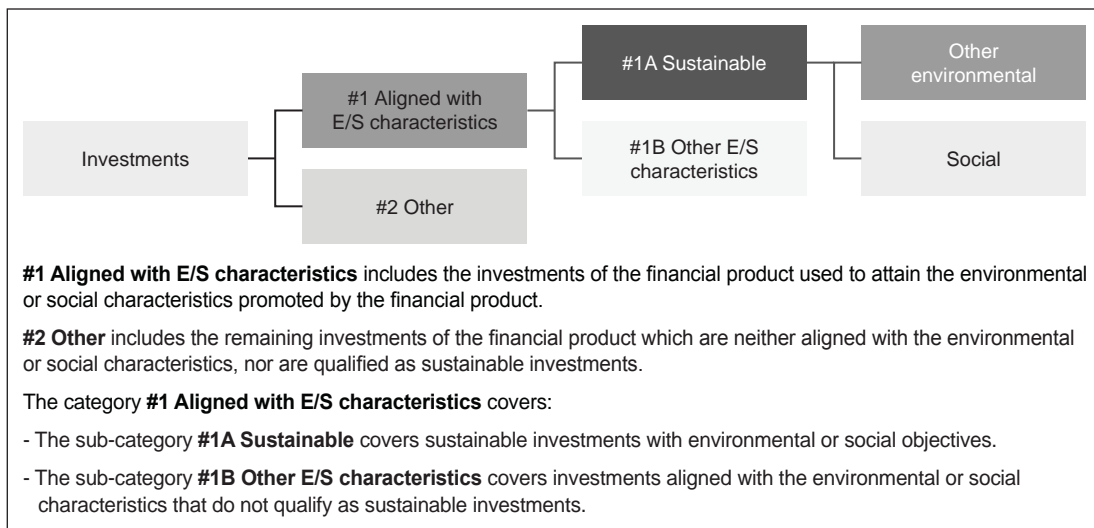 #1A Sustainable
Other
environmental
#1 Aligned with
E/S characteristics
Investments
#1B Other E/S
characteristics
Social
#2 Other
#1 Aligned with E/S characteristics includes the investments of the financial product used to attain the environmental
or social characteristics promoted by the financial product.
#2 Other includes the remaining investments of the financial product which are neither aligned with the environmental
or social characteristics, nor are qualified as sustainable investments.
The category #1 Aligned with E/S characteristics covers:
- The sub-category #1A Sustainable covers sustainable investments with environmental or social objectives.
- The sub-category #1B Other E/S characteristics covers investments aligned with the environmental or social
characteristics that do not qualify as sustainable investments.